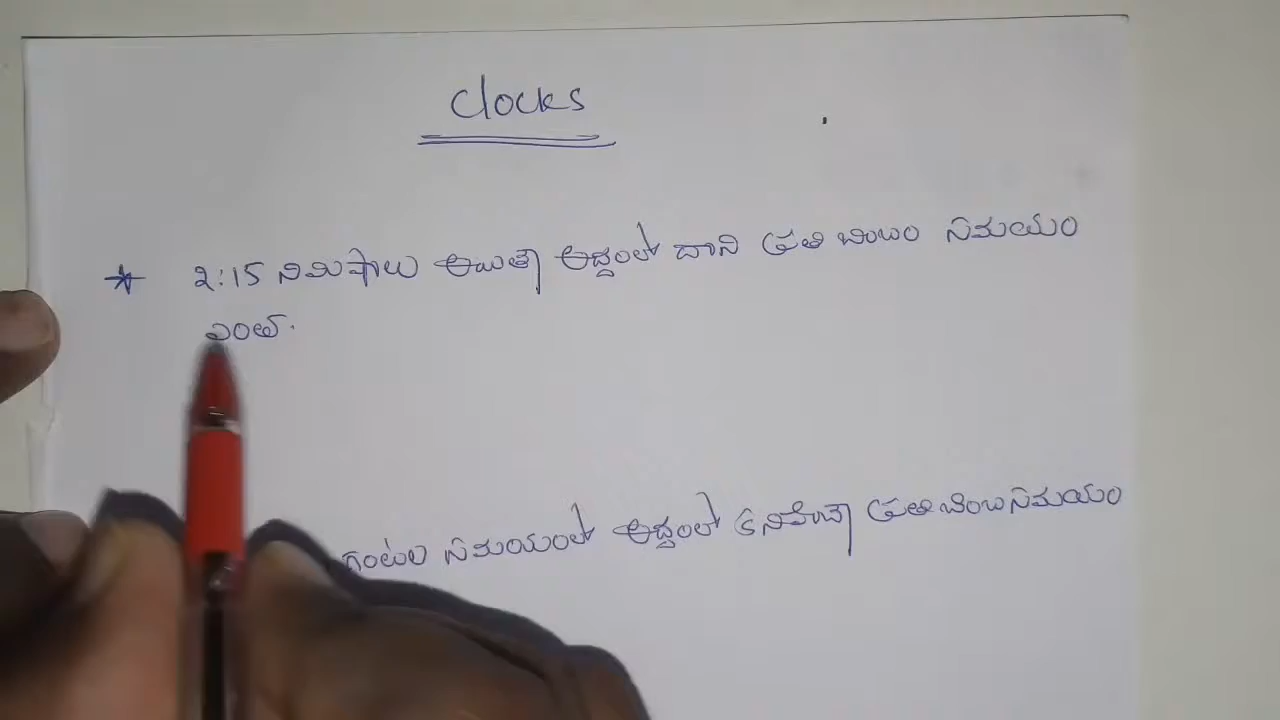 Clocks
* 2:15 నిమిషాలు అయితే అద్దంలో దాని ప్రతి బింబం సమయం
ఎంత.
గంటల సమయంలో అద్దంలో కనిపించే ప్రతిబింబ సమయం